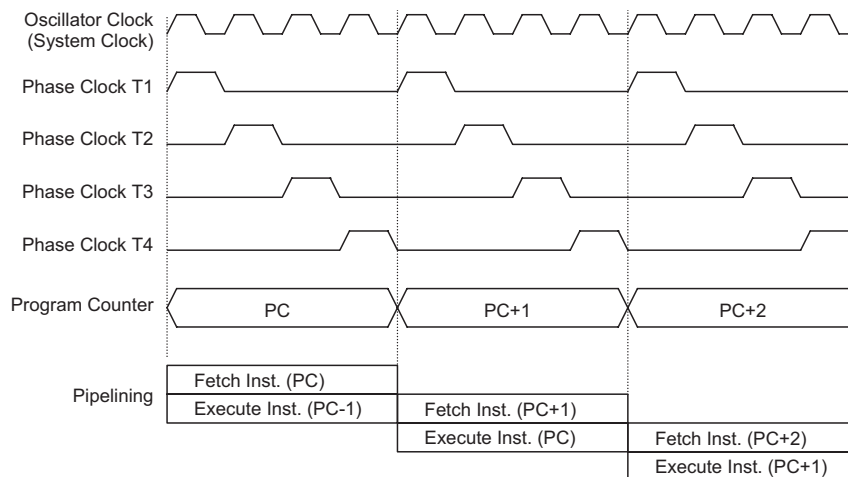 Oscillator Clock
(System Clock)
Phase Clock T1
Phase Clock T2
Phase Clock T3
Phase Clock T4
Program Counter
PC
PC+1
PC+2
Pipelining
Fetch Inst. (PC)
Execute Inst. (PC-1)
Fetch Inst. (PC+1)
Execute Inst. (PC)
Fetch Inst. (PC+2)
Execute Inst. (PC+1)